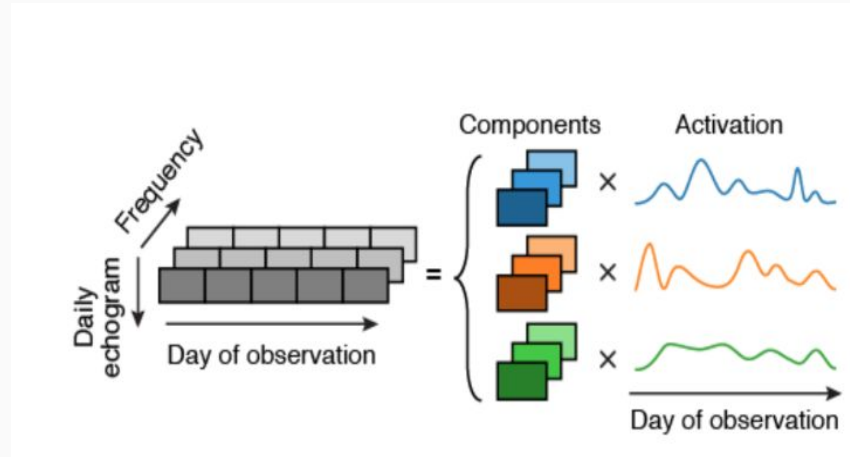 Components
Activation
Frequency
Daily
echogram
=
×
×
×
Day of observation
Day of observation